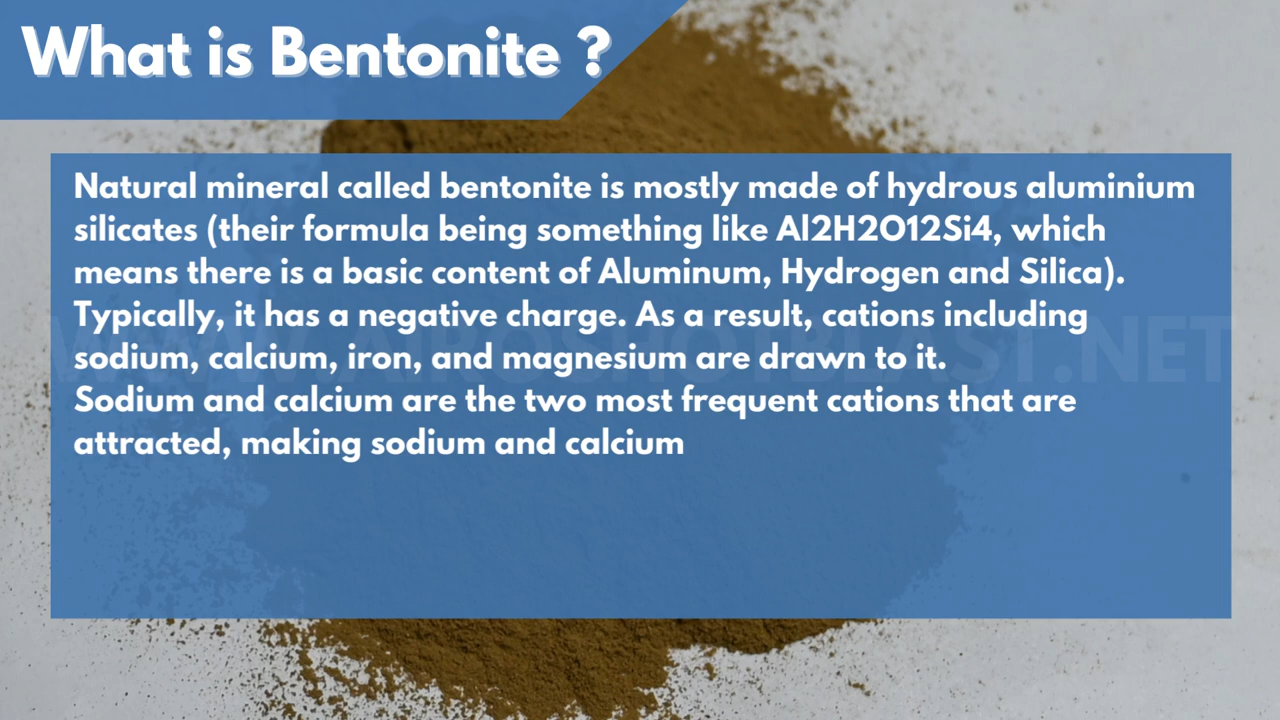 What is Bentonite ?
Natural mineral called bentonite is mostly made of hydrous aluminium
silicates (their formula being something like Al2H2O12Si4, which
means there is a basic content of Aluminum, Hydrogen and Silica).
Typically, it has a negative charge. As a result, cations including
sodium, calcium, iron, and magnesium are drawn to it.
Sodium and calcium are the two most frequent cations that are
attracted, making sodium and calcium
WWW.AIROSHOTBLAST.NET